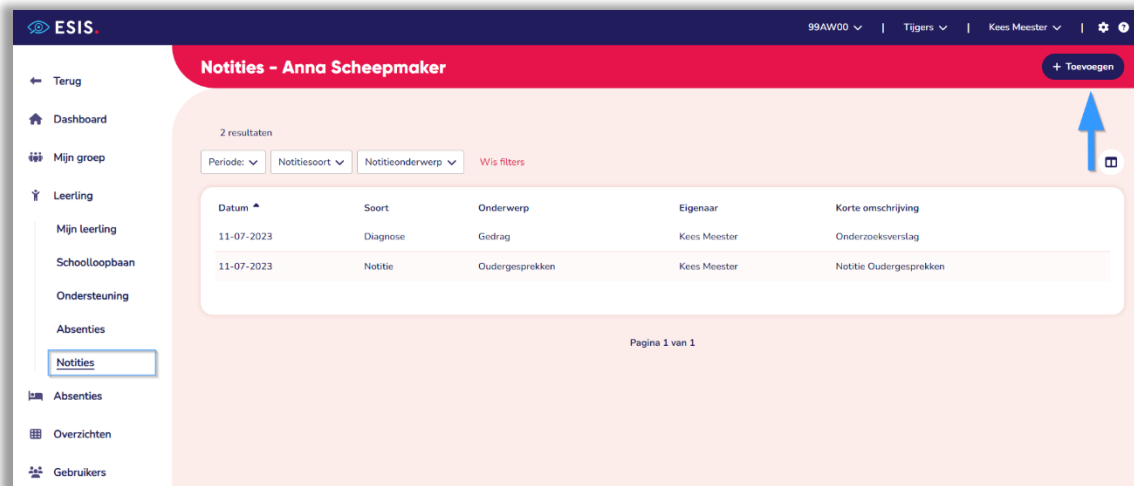 ESIS.
99AW00 | Tijgers | Kees Meester |
Terug
Dashboard
Mijn groep
Leerling
Mijn leerling
Schoolloopbaan
Ondersteuning
Absenties
Notities
Absenties
Overzichten
Gebruikers
Notities - Anna Scheepmaker
+ Toevoegen
2 resultaten
Periode: Notitiesoort Notitieonderwerp Wis filters
Datum Soort Onderwerp Eigenaar Korte omschrijving
11-07-2023 Diagnose Gedrag Kees Meester Onderzoeksverslag
11-07-2023 Notitie Oudergesprekken Kees Meester Notitie Oudergesprekken
Pagina 1 van 1